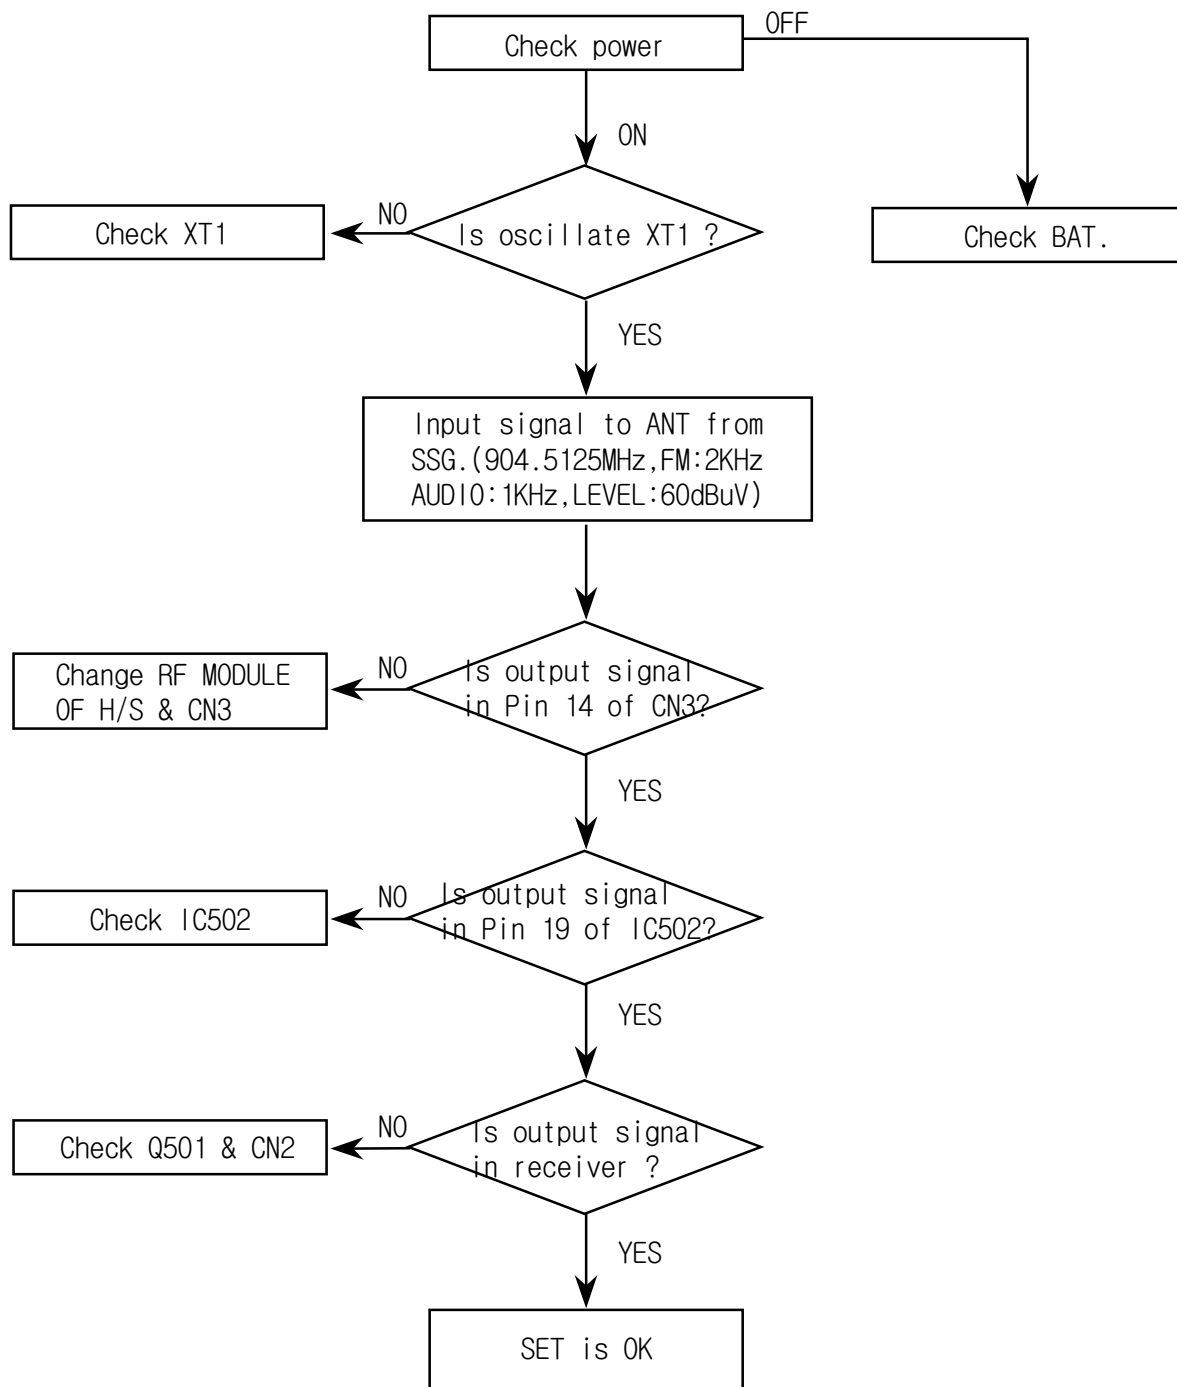 Check power
OFF
ON
Check XT1
NO
Is oscillate XT1 ?
Check BAT.
YES
Input signal to ANT from
SSG.(904.5125MHz,FM:2KHz
AUDIO:1KHz,LEVEL:60dBuV)
Change RF MODULE
OF H/S & CN3
NO
Is output signal
in Pin 14 of CN3?
YES
Check IC502
NO
Is output signal
in Pin 19 of IC502?
YES
Check Q501 & CN2
NO
Is output signal
in receiver ?
YES
SET is OK